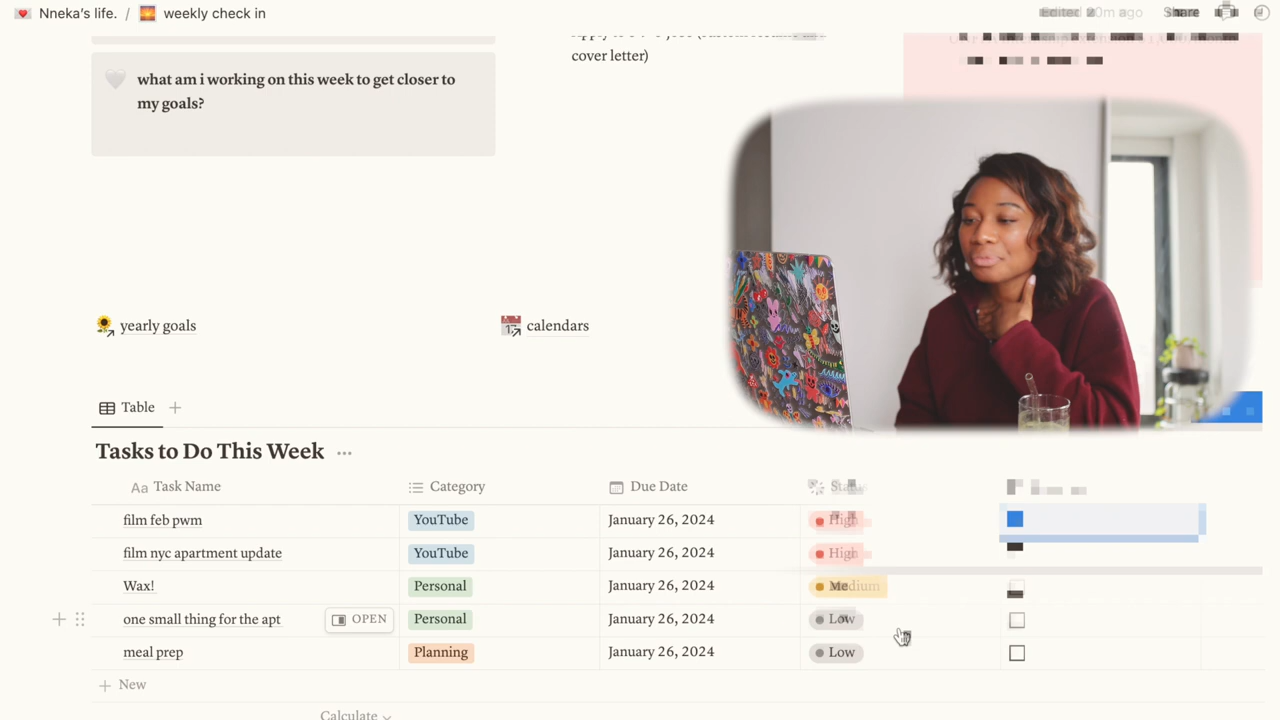 Nneka's life. / weekly check in
Edited 20m ago
Share
cover letter)
what am i working on this week to get closer to
my goals?
yearly goals
calendars
Table
Tasks to Do This Week
Aa Task Name
Category
Due Date
film feb pwm
YouTube
January 26, 2024
High
film nyc apartment update
YouTube
January 26, 2024
High
Wax!
Personal
January 26, 2024
Medium
one small thing for the apt
OPEN
Personal
January 26, 2024
Low
meal prep
Planning
January 26, 2024
Low
New
Calculate